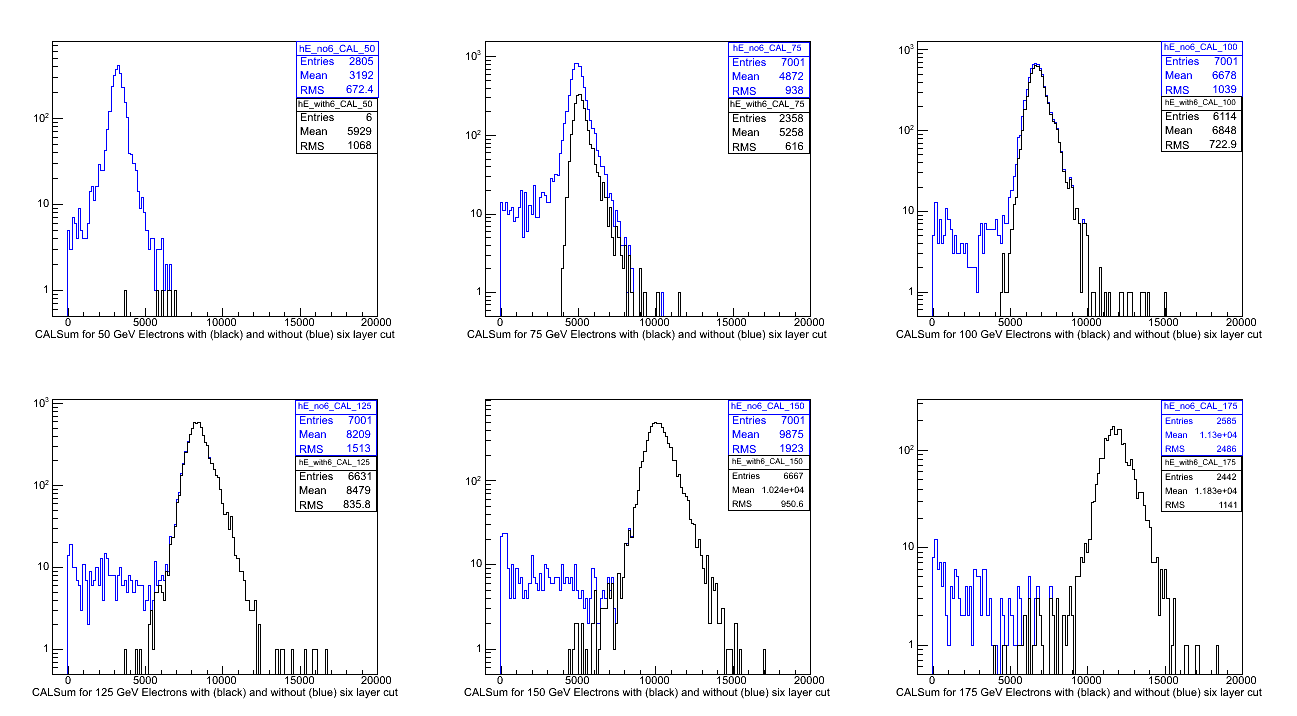 hE_no6_CAL_50
Entries 2805
Mean 3192
RMS 672.4
hE_with6_CAL_50
Entries 6
Mean 5929
RMS 1068
10²
10
1
0 5000 10000 15000 20000
CALSum for 50 GeV Electrons with (black) and without (blue) six layer cut
hE_no6_CAL_75
Entries 7001
Mean 4872
RMS 938
hE_with6_CAL_75
Entries 2358
Mean 5258
RMS 616
10³
10²
10
1
0 5000 10000 15000 20000
CALSum for 75 GeV Electrons with (black) and without (blue) six layer cut
hE_no6_CAL_100
Entries 7001
Mean 6678
RMS 1039
hE_with6_CAL_100
Entries 6114
Mean 6848
RMS 722.9
10³
10²
10
1
0 5000 10000 15000 20000
CALSum for 100 GeV Electrons with (black) and without (blue) six layer cut
hE_no6_CAL_125
Entries 7001
Mean 8209
RMS 1513
hE_with6_CAL_125
Entries 6631
Mean 8479
RMS 835.8
10³
10²
10
1
0 5000 10000 15000 20000
CALSum for 125 GeV Electrons with (black) and without (blue) six layer cut
hE_no6_CAL_150
Entries 7001
Mean 9875
RMS 1923
hE_with6_CAL_150
Entries 6667
Mean 1.024e+04
RMS 950.6
10²
10
1
0 5000 10000 15000 20000
CALSum for 150 GeV Electrons with (black) and without (blue) six layer cut
hE_no6_CAL_175
Entries 2585
Mean 1.13e+04
RMS 2486
hE_with6_CAL_175
Entries 2442
Mean 1.183e+04
RMS 1141
10²
10
1
0 5000 10000 15000 20000
CALSum for 175 GeV Electrons with (black) and without (blue) six layer cut